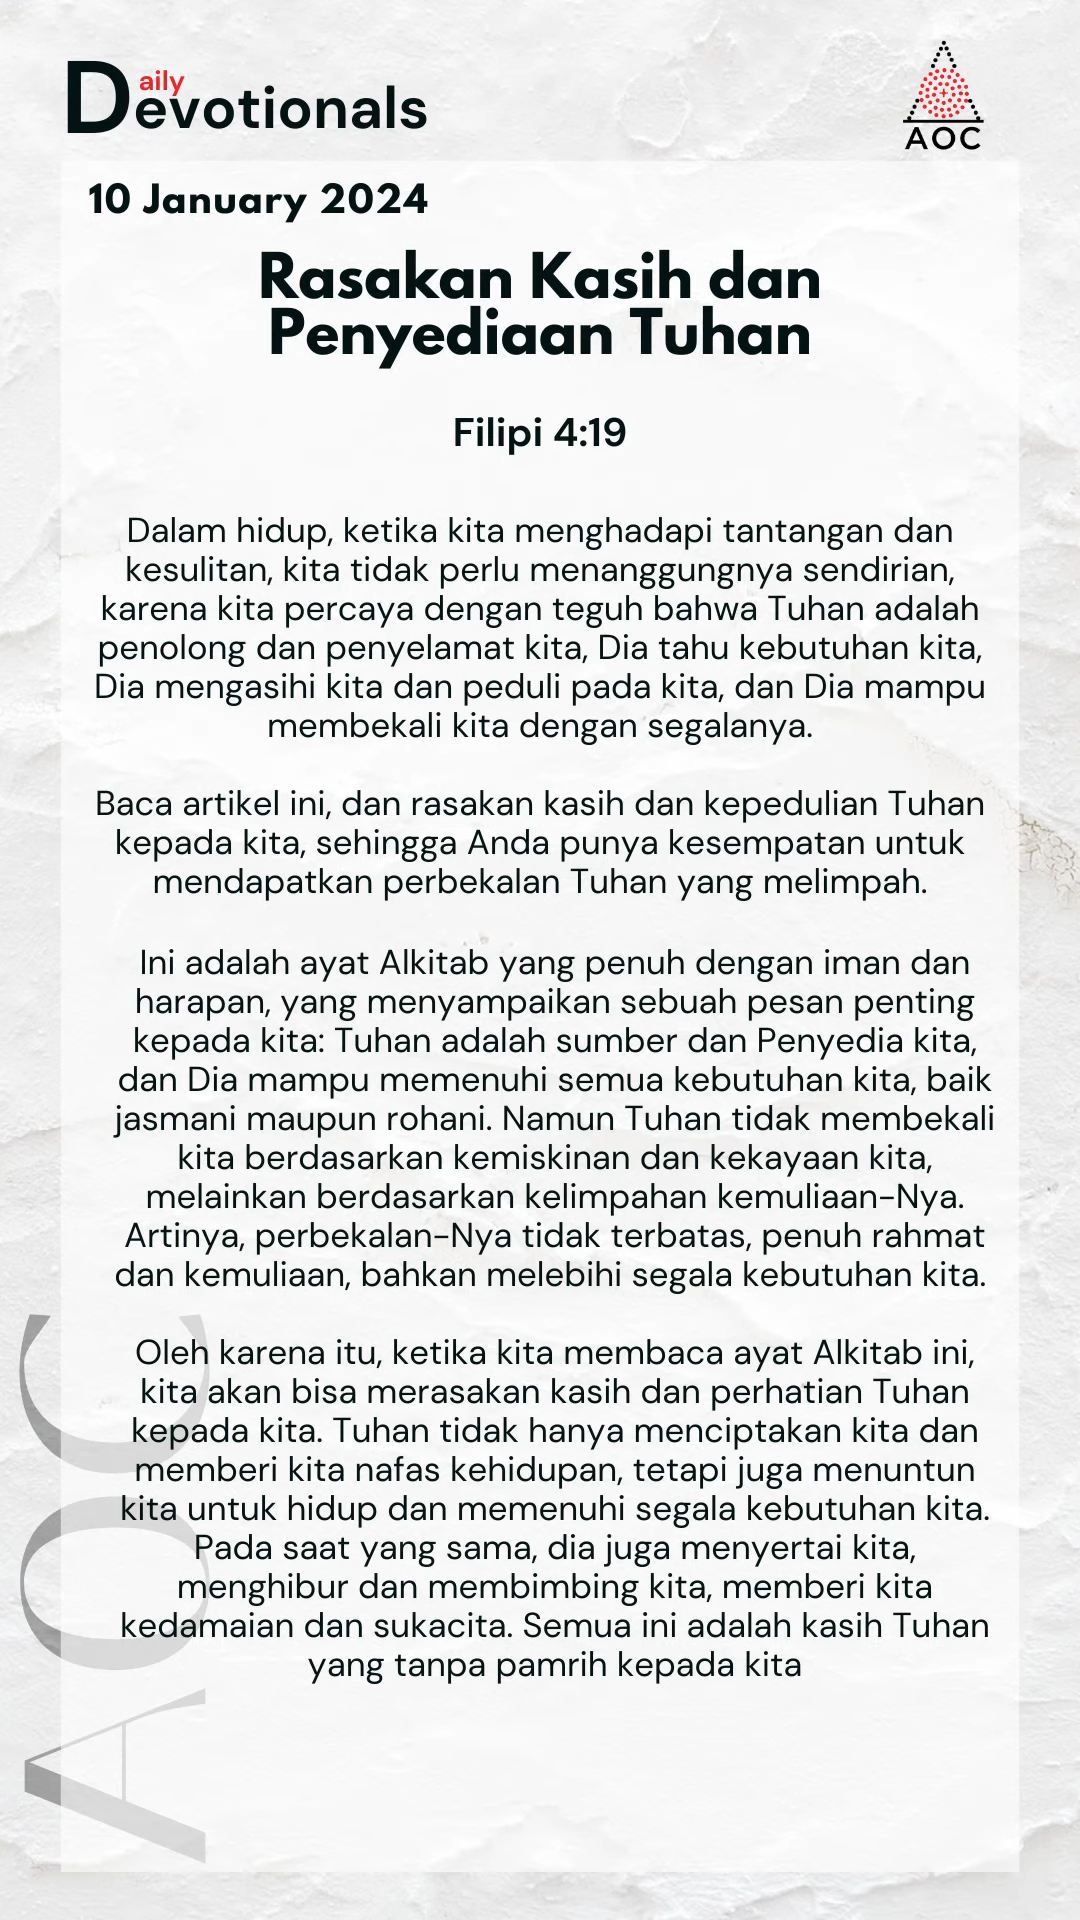 Daily
Devotionals
AOC
10 January 2024
Rasakan Kasih dan
Penyediaan Tuhan
Filipi 4:19
Dalam hidup, ketika kita menghadapi tantangan dan
kesulitan, kita tidak perlu menanggungnya sendirian,
karena kita percaya dengan teguh bahwa Tuhan adalah
penolong dan penyelamat kita, Dia tahu kebutuhan kita,
Dia mengasihi kita dan peduli pada kita, dan Dia mampu
membekali kita dengan segalanya.
Baca artikel ini, dan rasakan kasih dan kepedulian Tuhan
kepada kita, sehingga Anda punya kesempatan untuk
mendapatkan perbekalan Tuhan yang melimpah.
Ini adalah ayat Alkitab yang penuh dengan iman dan
harapan, yang menyampaikan sebuah pesan penting
kepada kita: Tuhan adalah sumber dan Penyedia kita,
dan Dia mampu memenuhi semua kebutuhan kita, baik
jasmani maupun rohani. Namun Tuhan tidak membekali
kita berdasarkan kemiskinan dan kekayaan kita,
melainkan berdasarkan kelimpahan kemuliaan-Nya.
Artinya, perbekalan-Nya tidak terbatas, penuh rahmat
dan kemuliaan, bahkan melebihi segala kebutuhan kita.
Oleh karena itu, ketika kita membaca ayat Alkitab ini,
kita akan bisa merasakan kasih dan perhatian Tuhan
kepada kita. Tuhan tidak hanya menciptakan kita dan
memberi kita nafas kehidupan, tetapi juga menuntun
kita untuk hidup dan memenuhi segala kebutuhan kita.
Pada saat yang sama, dia juga menyertai kita,
menghibur dan membimbing kita, memberi kita
kedamaian dan sukacita. Semua ini adalah kasih Tuhan
yang tanpa pamrih kepada kita
AOC